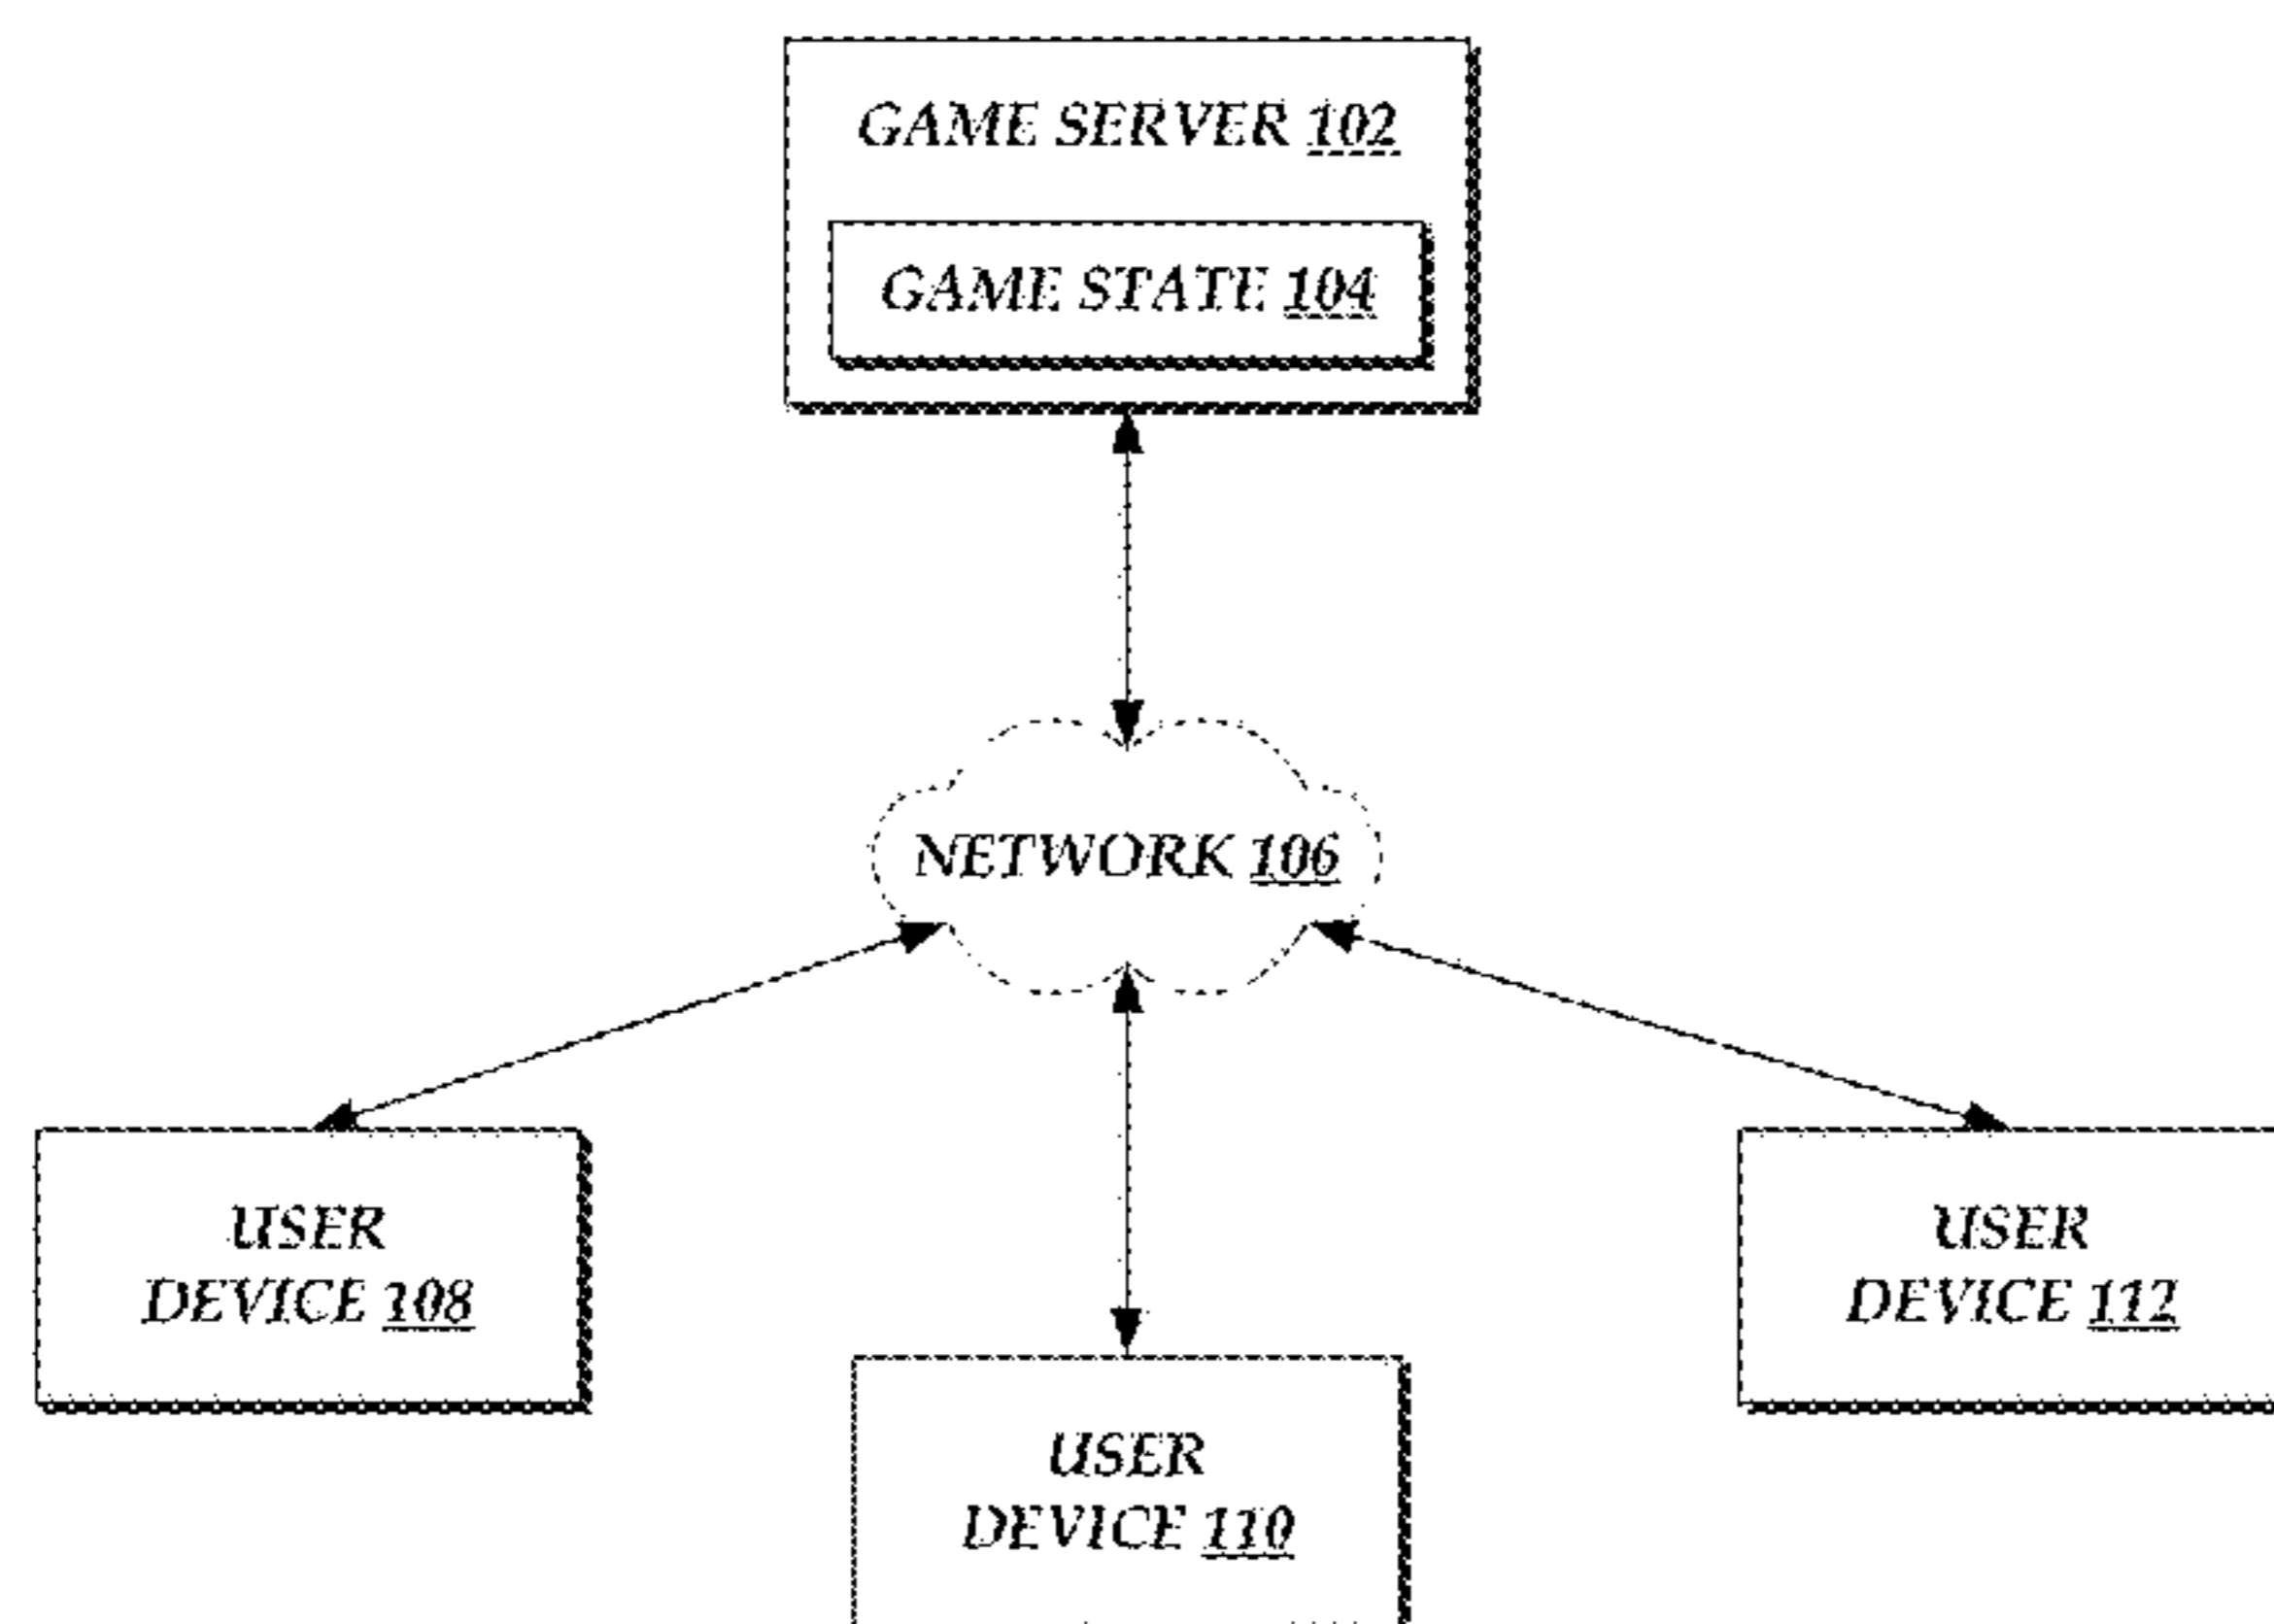 GAME SERVER 102
GAME STATE 104
NETWORK 106
USER
DEVICE 108
USER
DEVICE 112
USER
DEVICE 110